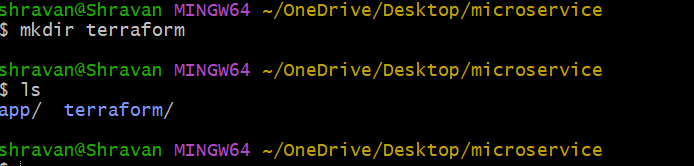 shravan@Shravan MINGW64 ~/OneDrive/Desktop/microservice
$ mkdir terraform
shravan@Shravan MINGW64 ~/OneDrive/Desktop/microservice
$ ls
app/  terraform/
shravan@Shravan MINGW64 ~/OneDrive/Desktop/microservice
$